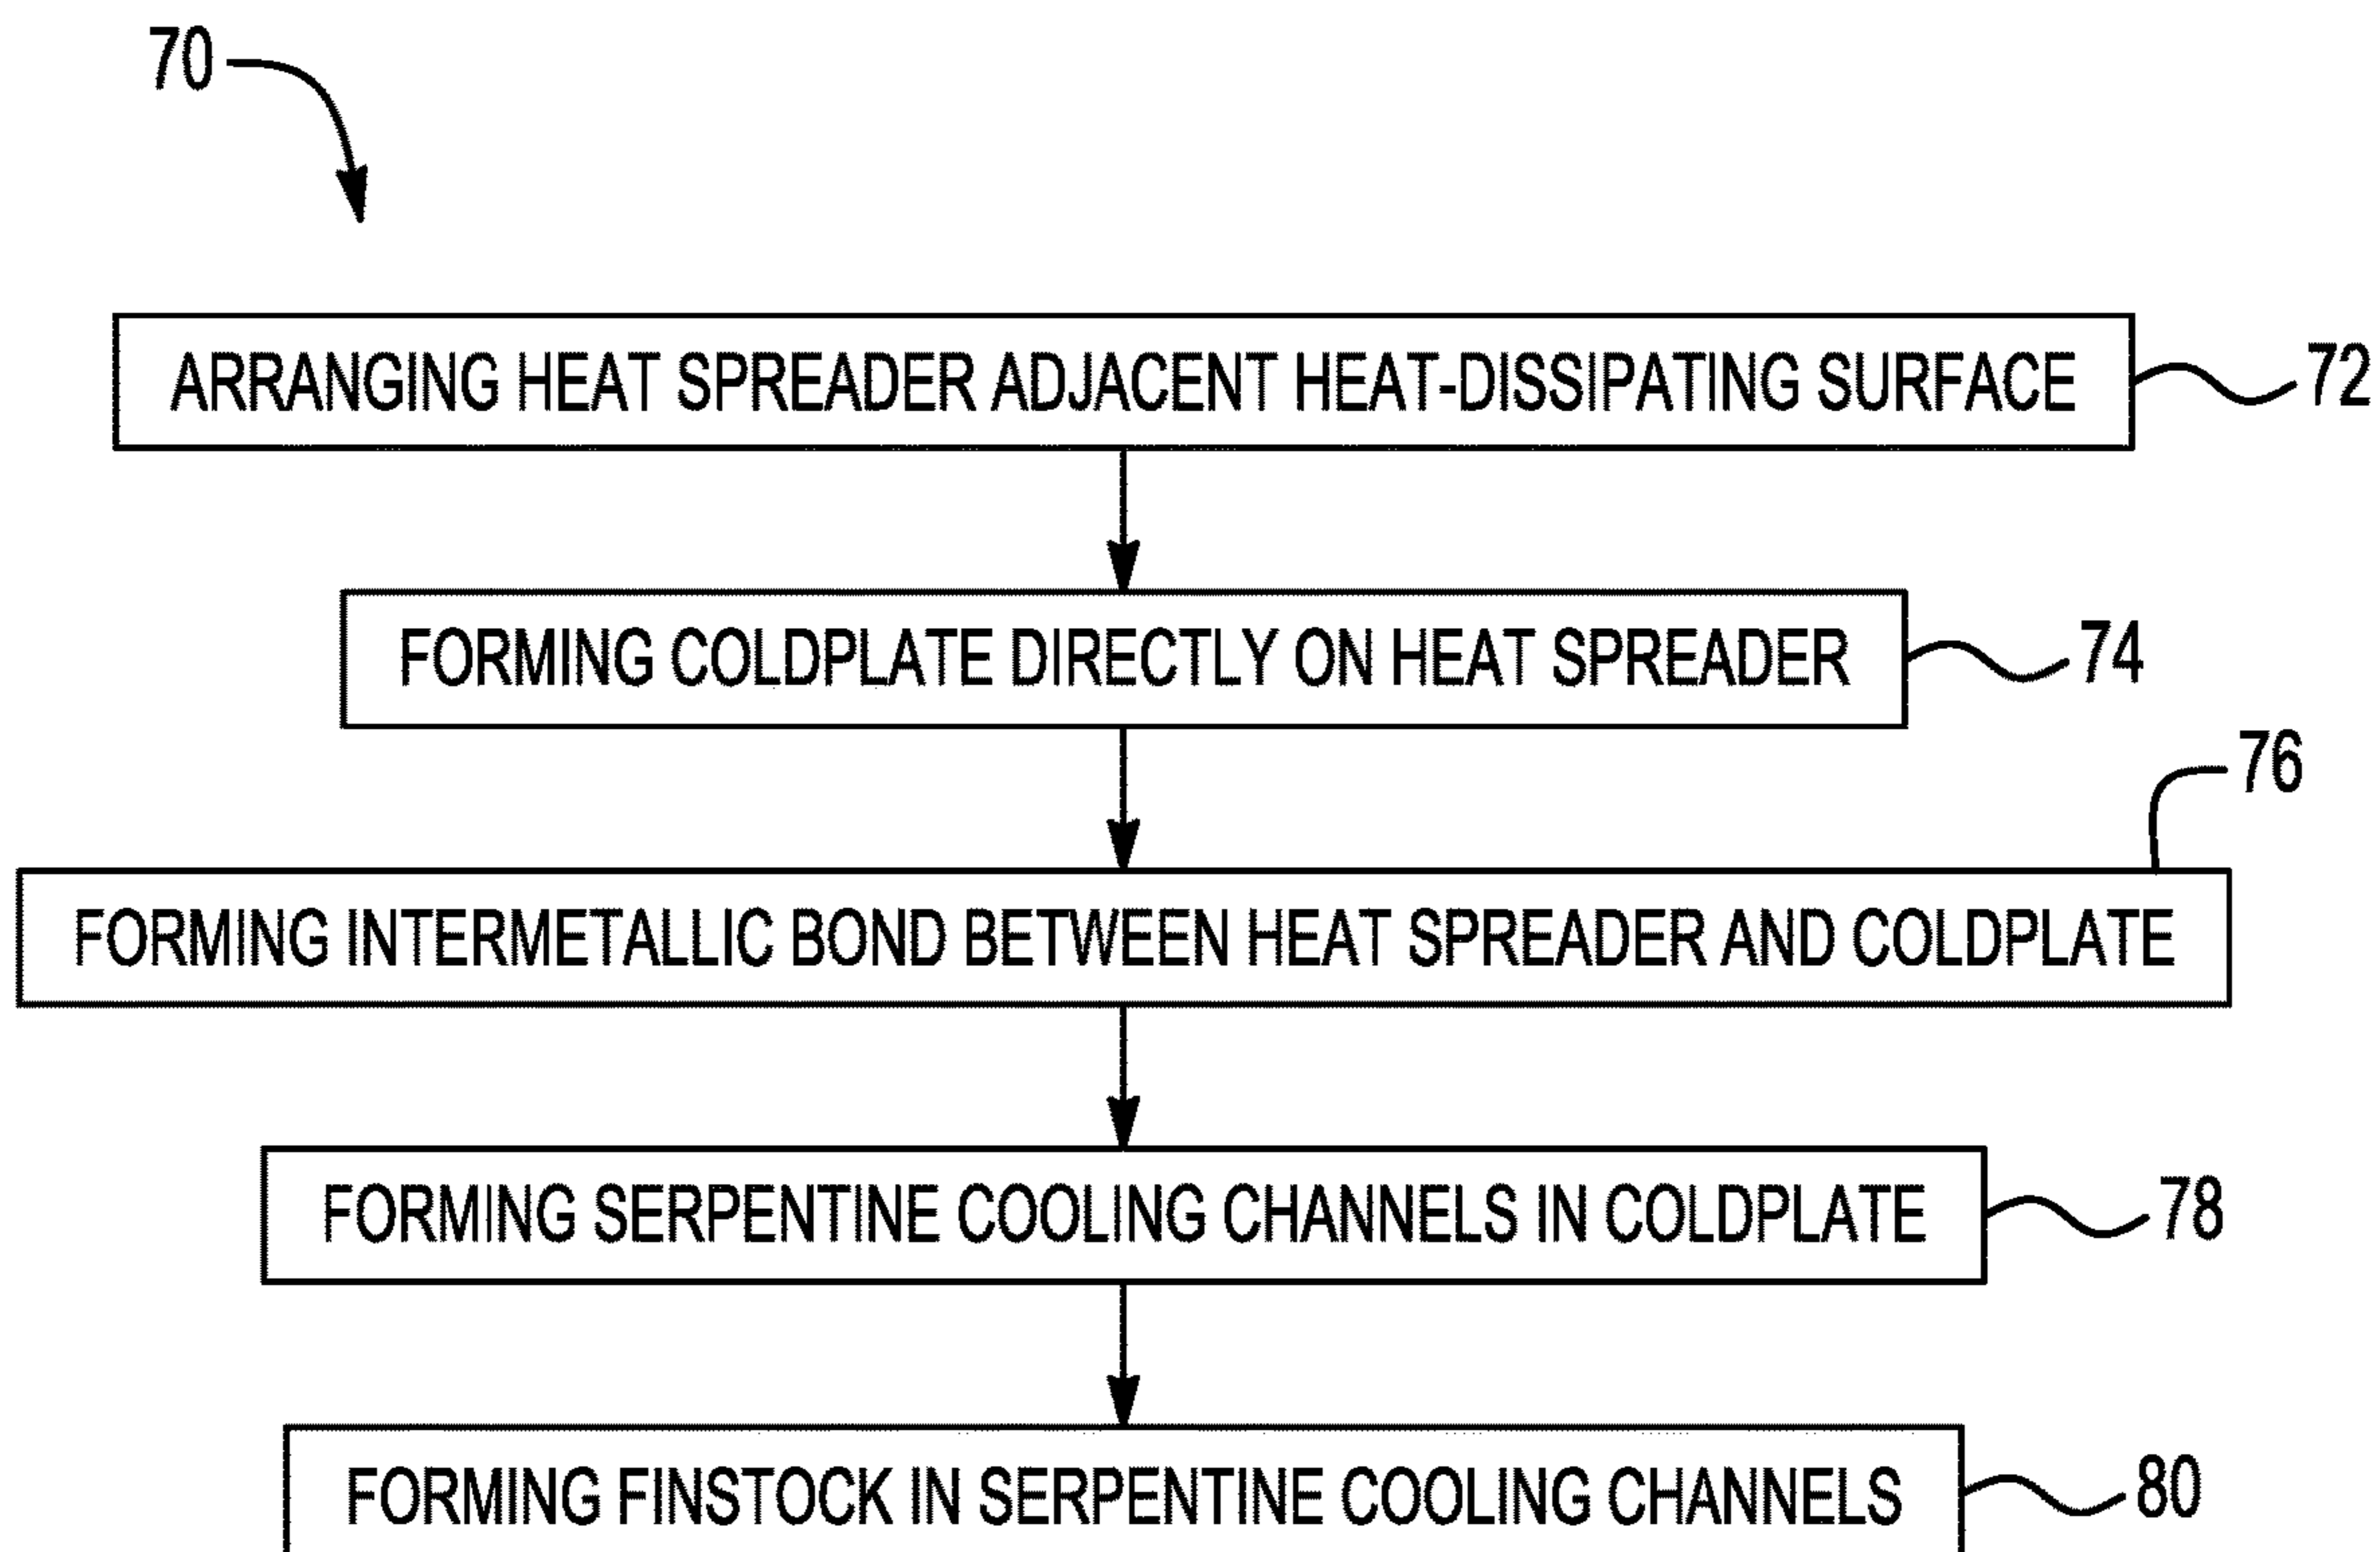 70
ARRANGING HEAT SPREADER ADJACENT HEAT-DISSIPATING SURFACE 72
FORMING COLDPLATE DIRECTLY ON HEAT SPREADER 74
76
FORMING INTERMETALLIC BOND BETWEEN HEAT SPREADER AND COLDPLATE
FORMING SERPENTINE COOLING CHANNELS IN COLDPLATE 78
FORMING FINSTOCK IN SERPENTINE COOLING CHANNELS 80